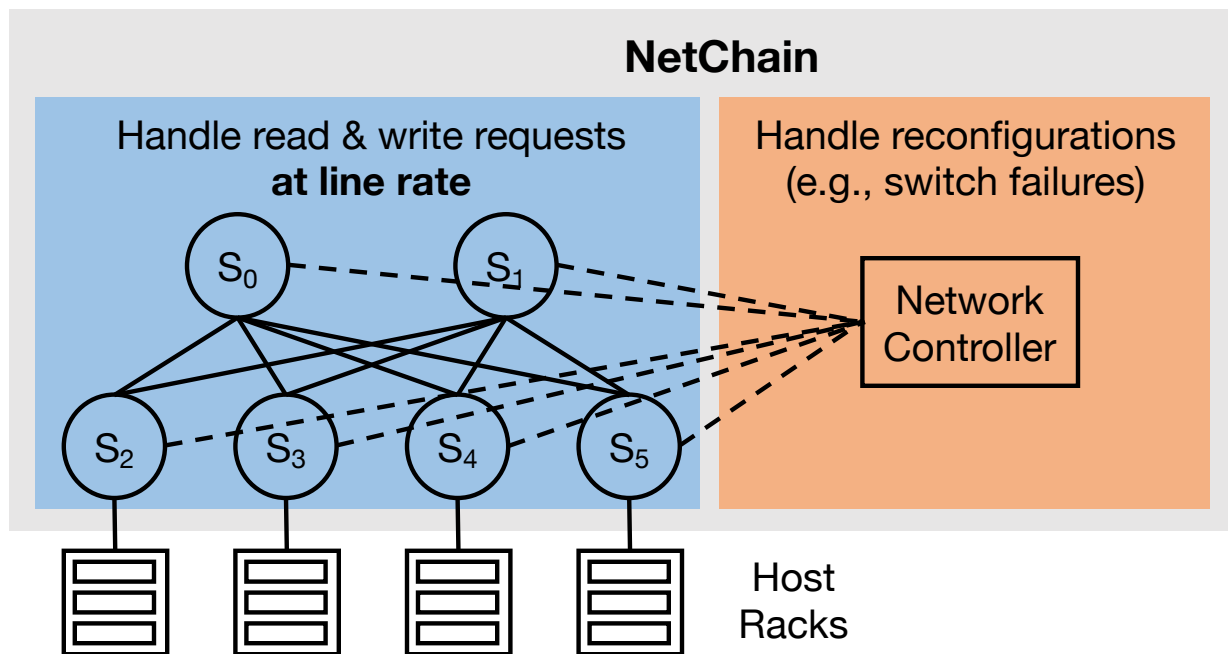 NetChain
Handle read & write requests
at line rate
Handle reconfigurations
(e.g., switch failures)
S₀
S₁
Network
Controller
S₂
S₃
S₄
S₅
Host
Racks